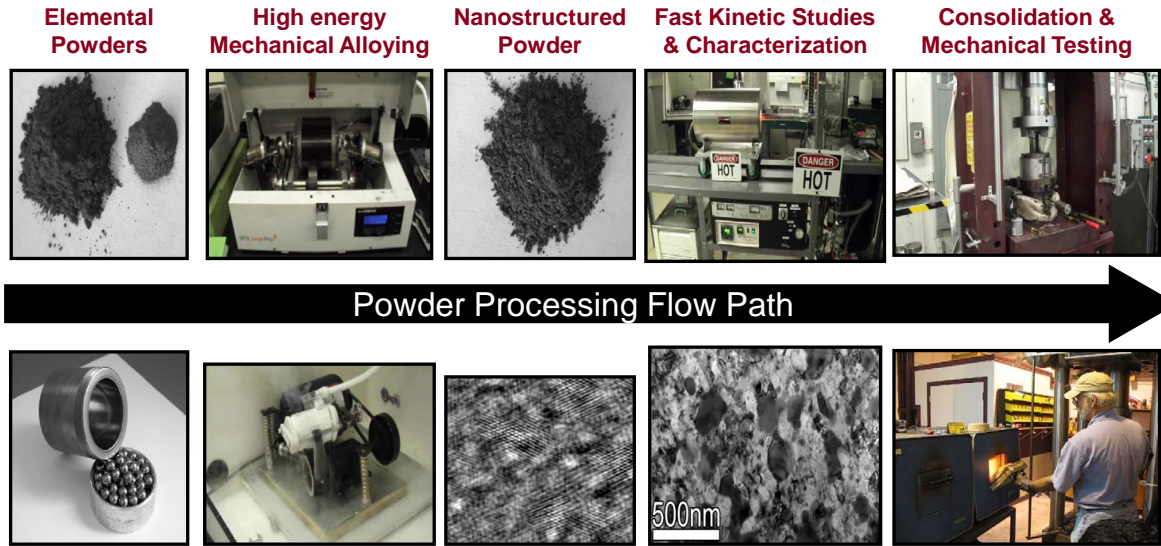 Elemental
Powders
High energy
Mechanical Alloying
Nanostructured
Powder
Fast Kinetic Studies
& Characterization
Consolidation &
Mechanical Testing
DANGER
HOT
DANGER
HOT
Powder Processing Flow Path
500nm